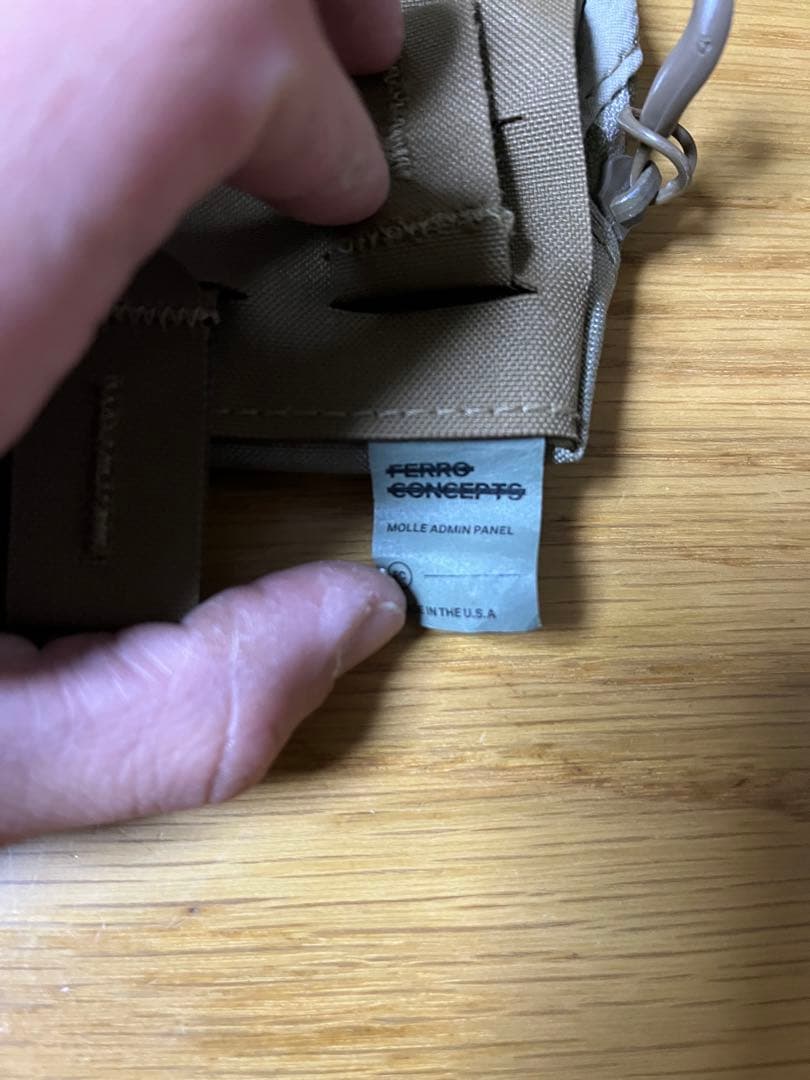 FERRO
CONCEPTS
MOLLE ADMIN PANEL
IN THE U.S.A